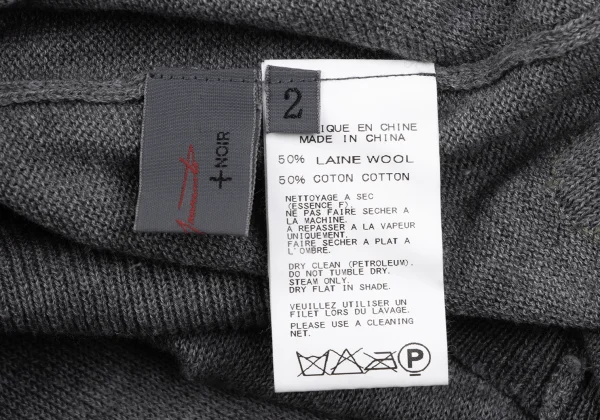 +NOIR
2
IQUE EN CHINE
MADE IN CHINA
50% LAINE WOOL
50% COTON COTTON
NETTOYAGE A SEC
(ESSENCE F).
NE PAS FAIRE SECHER A
LA MACHINE.
A REPASSER A LA VAPEUR
UNIQUEMENT.
FAIRE SECHER A PLAT A
L'OMBRE.
DRY CLEAN (PETROLEUM).
DO NOT TUMBLE DRY.
STEAM ONLY.
DRY FLAT IN SHADE.
VEUILLEZ UTILISER UN
FILET LORS DU LAVAGE.
PLEASE USE A CLEANING
NET.
P